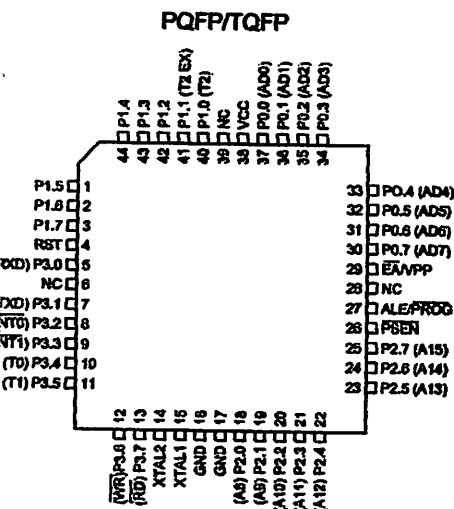 PQFP/TQFP
P1.4
P1.3
P1.2
P1.1 (T2 EX)
P1.0 (T2)
NC
VCC
P0.0 (AD0)
P0.1 (AD1)
P0.2 (AD2)
P0.3 (AD3)
44 43 42 41 40 39 38 37 36 35 34
P1.5 1
P1.6 2
P1.7 3
RST 4
RXD) P3.0 5
NC 6
TXD) P3.1 7
INT0) P3.2 8
INT1) P3.3 9
(T0) P3.4 10
(T1) P3.5 11
33 P0.4 (AD4)
32 P0.5 (AD5)
31 P0.6 (AD6)
30 P0.7 (AD7)
29 EA/VPP
28 NC
27 ALE/PROG
26 PSEN
25 P2.7 (A15)
24 P2.6 (A14)
23 P2.5 (A13)
12 13 14 15 16 17 18 19 20 21 22
(WR) P3.6
(RD) P3.7
XTAL2
XTAL1
GND
GND
(A8) P2.0
(A9) P2.1
(A10) P2.2
(A11) P2.3
(A12) P2.4